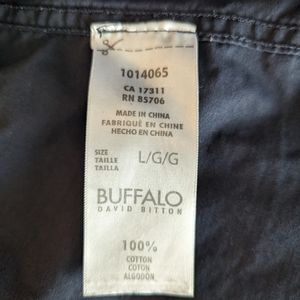 1014065
CA 17311
RN 85706
MADE IN CHINA
FABRIQUÉ EN CHINE
HECHO EN CHINA
SIZE
TAILLE L/G/G
TALLA
BUFFALO
DAVID BITTON
100%
COTTON
COTON
ALGODON